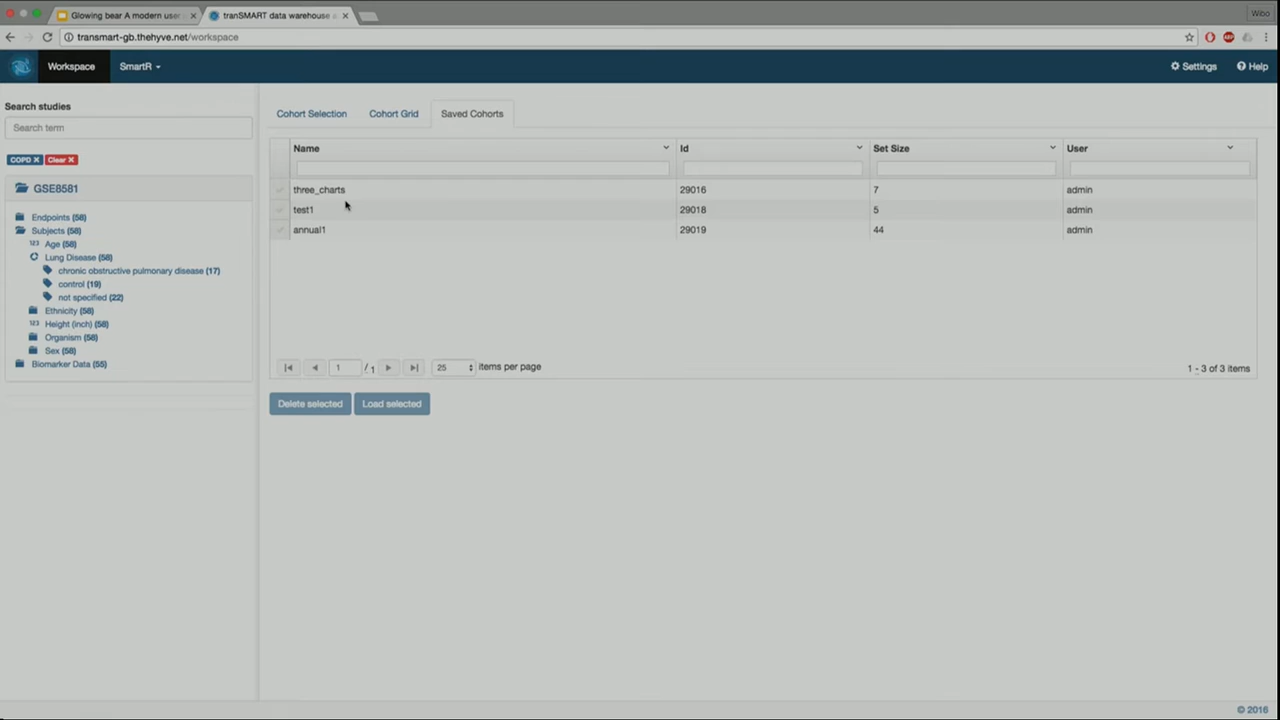 Glowing bear A modern user
tranSMART data warehouse
Wibo
transmart-gb.thehyve.net/workspace
Workspace
SmartR
Settings
Help
Search studies
Search term
COPD
Clear
GSE8581
Endpoints (58)
Subjects (58)
123 Age (58)
Lung Disease (58)
chronic obstructive pulmonary disease (17)
control (19)
not specified (22)
Ethnicity (58)
123 Height (inch) (58)
Organism (58)
Sex (58)
Biomarker Data (55)
Cohort Selection
Cohort Grid
Saved Cohorts
Name Id Set Size User
three_charts 29016 7 admin
test1 29018 5 admin
annual1 29019 44 admin
1 / 1 25 items per page
1 - 3 of 3 items
Delete selected
Load selected
© 2016